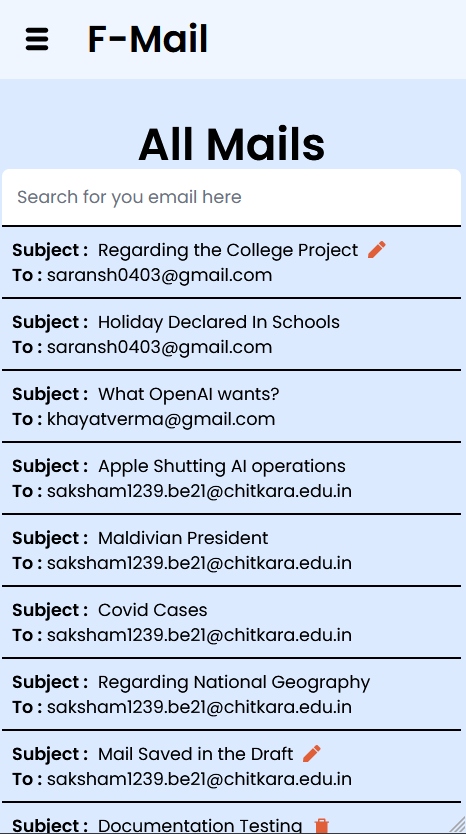 F-Mail
All Mails
Search for you email here
Subject : Regarding the College Project
To : saransh0403@gmail.com
Subject : Holiday Declared In Schools
To : saransh0403@gmail.com
Subject : What OpenAI wants?
To : khayatverma@gmail.com
Subject : Apple Shutting AI operations
To : saksham1239.be21@chitkara.edu.in
Subject : Maldivian President
To : saksham1239.be21@chitkara.edu.in
Subject : Covid Cases
To : saksham1239.be21@chitkara.edu.in
Subject : Regarding National Geography
To : saksham1239.be21@chitkara.edu.in
Subject : Mail Saved in the Draft
To : saksham1239.be21@chitkara.edu.in
Subject : Documentation Testing